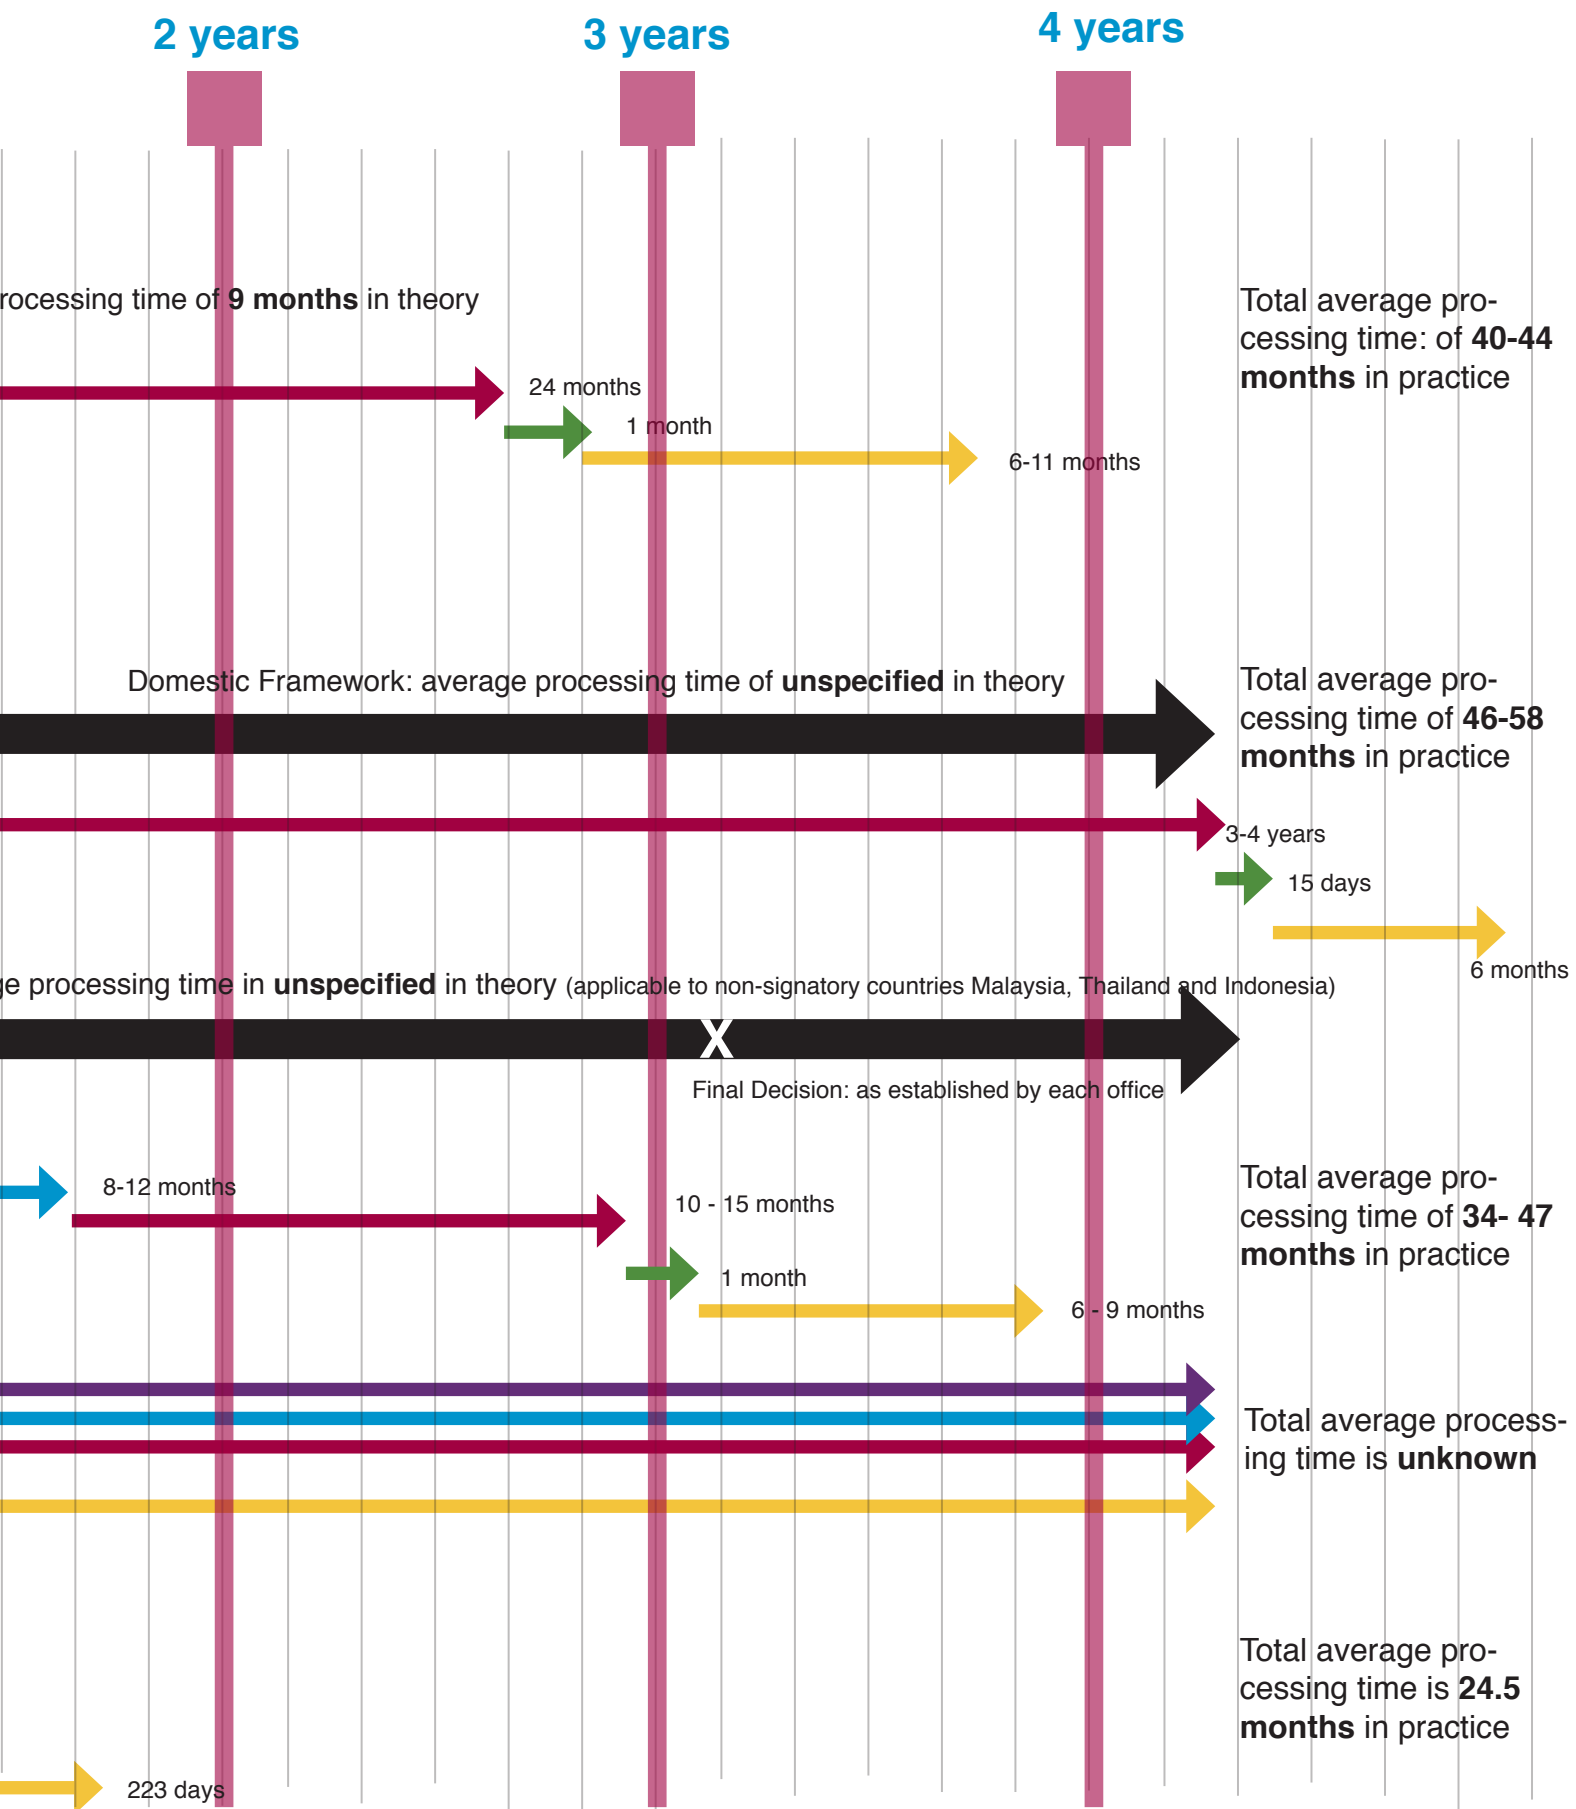 2 years
3 years
4 years
rocessing time of 9 months in theory
Total average pro-
cessing time: of 40-44
months in practice
24 months
1 month
6-11 months
Domestic Framework: average processing time of unspecified in theory
Total average pro-
cessing time of 46-58
months in practice
3-4 years
15 days
6 months
ge processing time in unspecified in theory (applicable to non-signatory countries Malaysia, Thailand and Indonesia)
X
Final Decision: as established by each office
8-12 months
10 - 15 months
1 month
6 - 9 months
Total average pro-
cessing time of 34- 47
months in practice
Total average process-
ing time is unknown
Total average pro-
cessing time is 24.5
months in practice
223 days